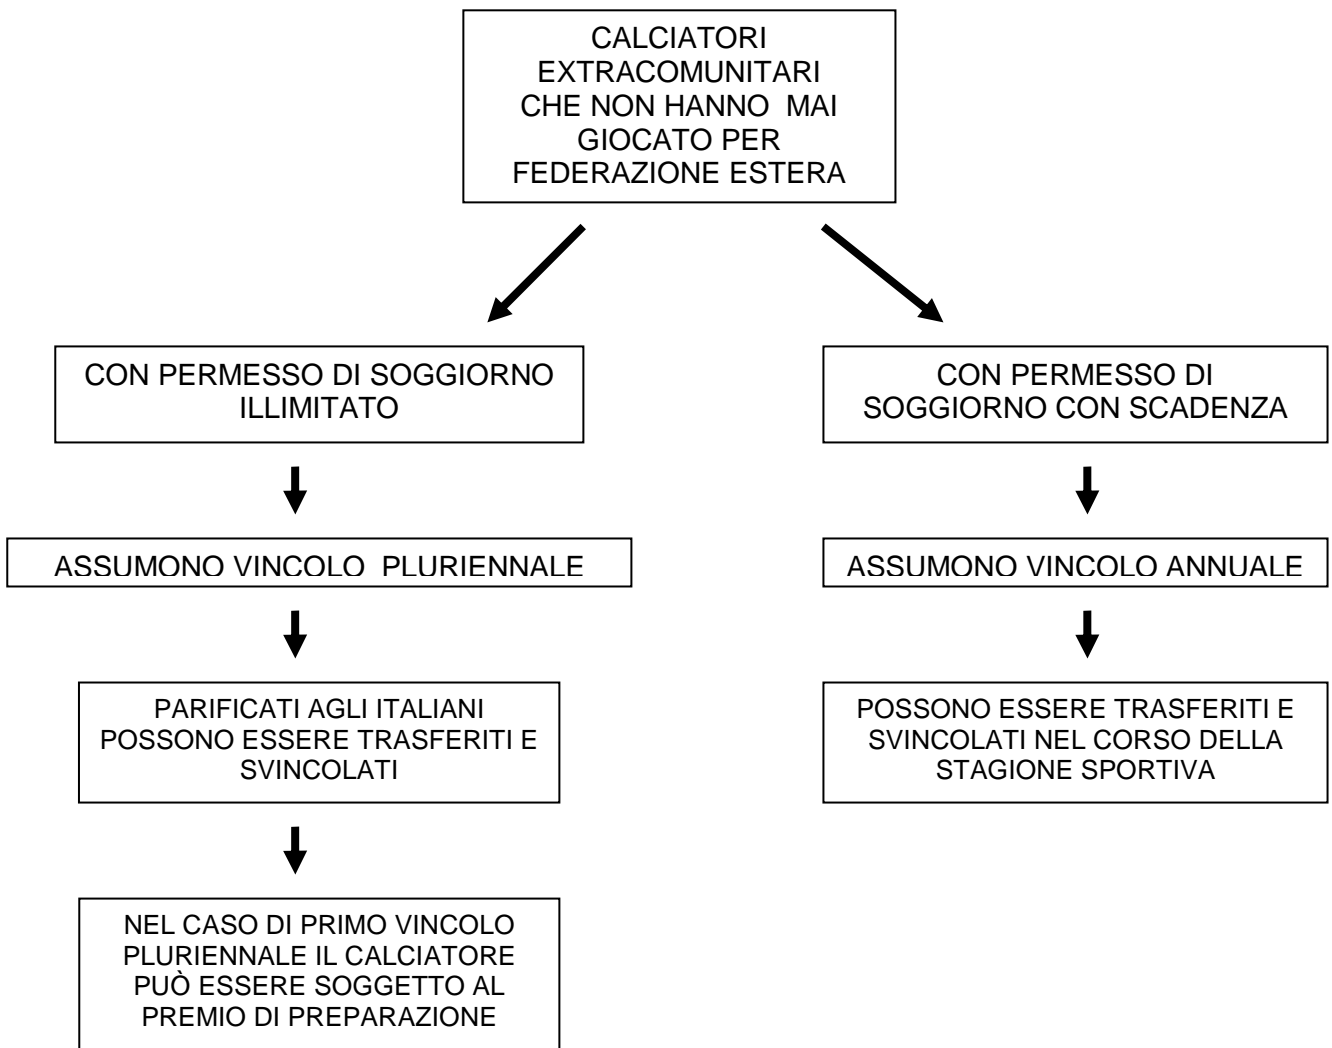 CALCIATORI
EXTRACOMUNITARI
CHE NON HANNO MAI
GIOCATO PER
FEDERAZIONE ESTERA
CON PERMESSO DI SOGGIORNO
ILLIMITATO
CON PERMESSO DI
SOGGIORNO CON SCADENZA
ASSUMONO VINCOLO PLURIENNALE
ASSUMONO VINCOLO ANNUALE
PARIFICATI AGLI ITALIANI
POSSONO ESSERE TRASFERITI E
SVINCOLATI
POSSONO ESSERE TRASFERITI E
SVINCOLATI NEL CORSO DELLA
STAGIONE SPORTIVA
NEL CASO DI PRIMO VINCOLO
PLURIENNALE IL CALCIATORE
PUÒ ESSERE SOGGETTO AL
PREMIO DI PREPARAZIONE